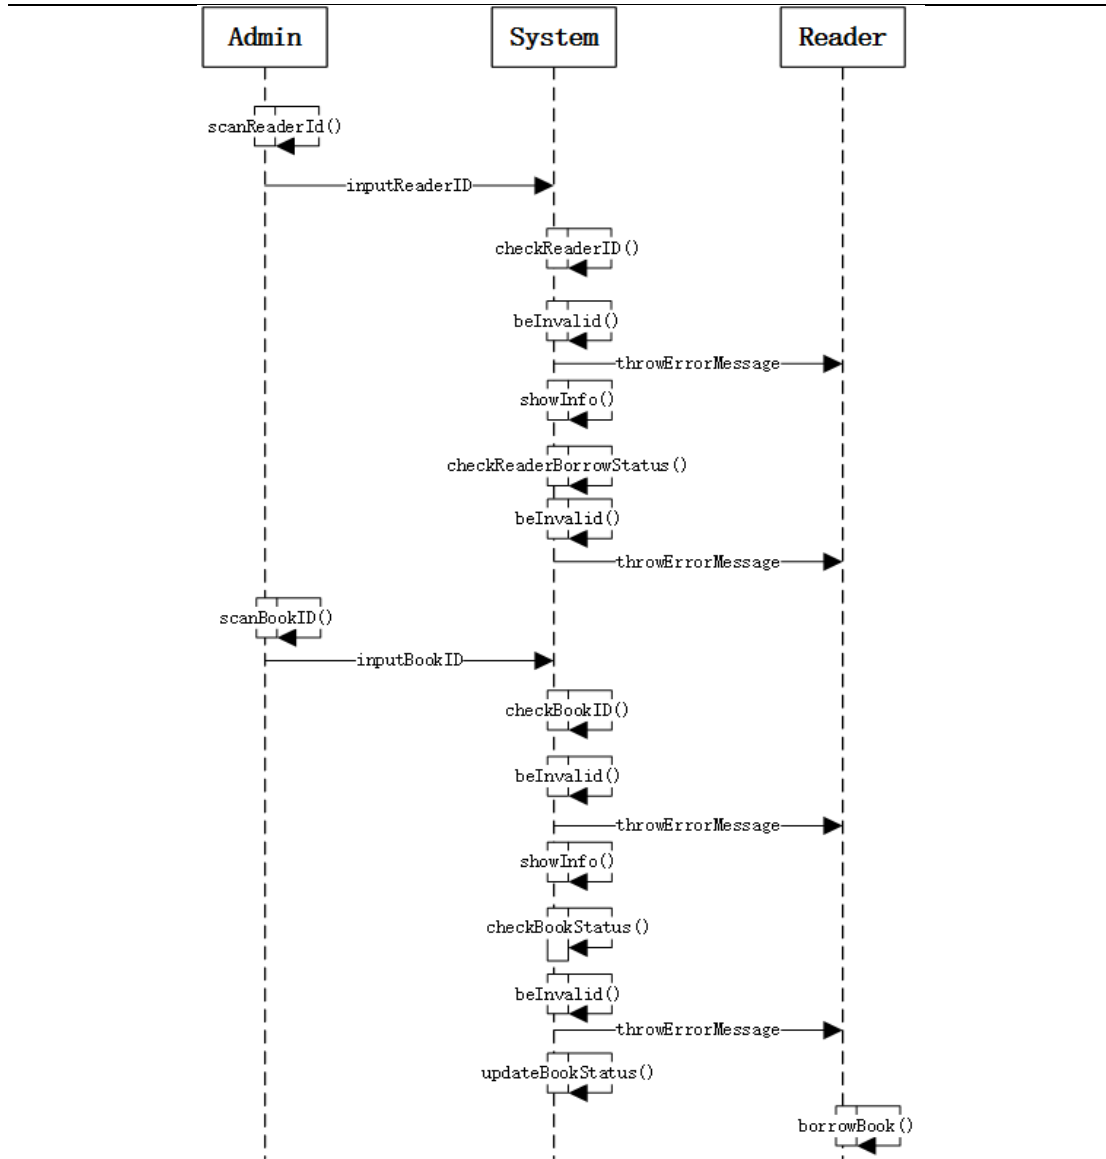 Admin System Reader
scanReaderId()
inputReaderID
checkReaderID()
beInvalid()
throwErrorMessage
showInfo()
checkReaderBorrowStatus()
beInvalid()
throwErrorMessage
scanBookID()
inputBookID
checkBookID()
beInvalid()
throwErrorMessage
showInfo()
checkBookStatus()
beInvalid()
throwErrorMessage
updateBookStatus()
borrowBook()